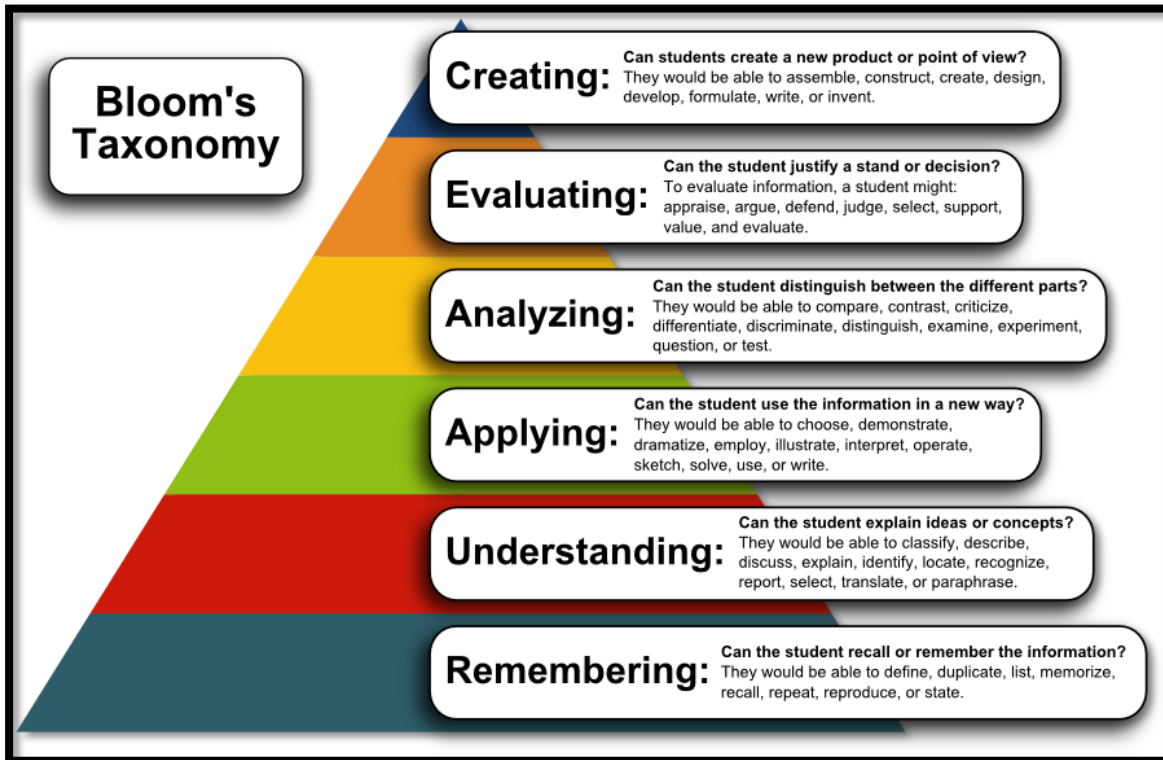 Bloom's
Taxonomy
Creating:
Can students create a new product or point of view?
They would be able to assemble, construct, create, design,
develop, formulate, write, or invent.
Evaluating:
Can the student justify a stand or decision?
To evaluate information, a student might:
appraise, argue, defend, judge, select, support,
value, and evaluate.
Analyzing:
Can the student distinguish between the different parts?
They would be able to compare, contrast, criticize,
differentiate, discriminate, distinguish, examine, experiment,
question, or test.
Applying:
Can the student use the information in a new way?
They would be able to choose, demonstrate,
dramatize, employ, illustrate, interpret, operate,
sketch, solve, use, or write.
Understanding:
Can the student explain ideas or concepts?
They would be able to classify, describe,
discuss, explain, identify, locate, recognize,
report, select, translate, or paraphrase.
Remembering:
Can the student recall or remember the information?
They would be able to define, duplicate, list, memorize,
recall, repeat, reproduce, or state.